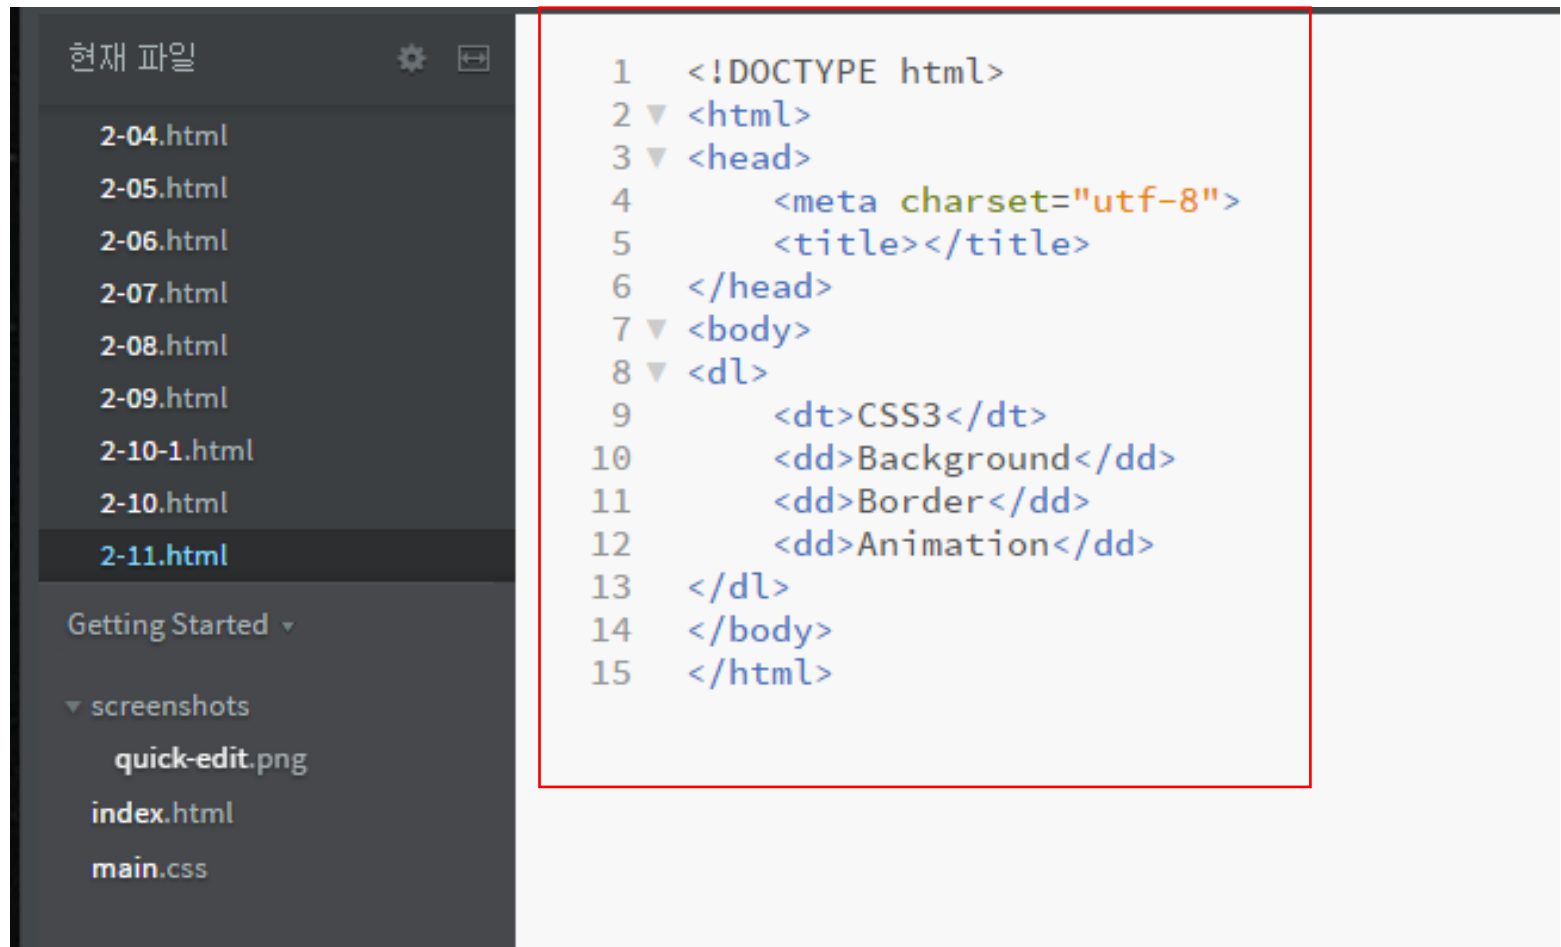 현재 파일
2-04.html
2-05.html
2-06.html
2-07.html
2-08.html
2-09.html
2-10-1.html
2-10.html
2-11.html
Getting Started
screenshots
quick-edit.png
index.html
main.css
1 <!DOCTYPE html>
2 <html>
3 <head>
4 <meta charset="utf-8">
5 <title></title>
6 </head>
7 <body>
8 <dl>
9 <dt>CSS3</dt>
10 <dd>Background</dd>
11 <dd>Border</dd>
12 <dd>Animation</dd>
13 </dl>
14 </body>
15 </html>